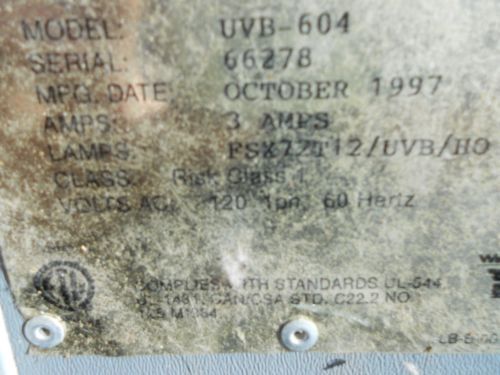 MODEL: UVB-604
SERIAL: 66278
MFG. DATE OCTOBER 1997
AMPS: 3 AMPS
LAMPS: FSX72T12/UVB/HO
CLASS: Risk Class 1
VOLTS AC: 120 1ph, 60 Hertz
COMPLIES WITH STANDARDS UL-544
CAN/CSA STD. C22.2 NO.